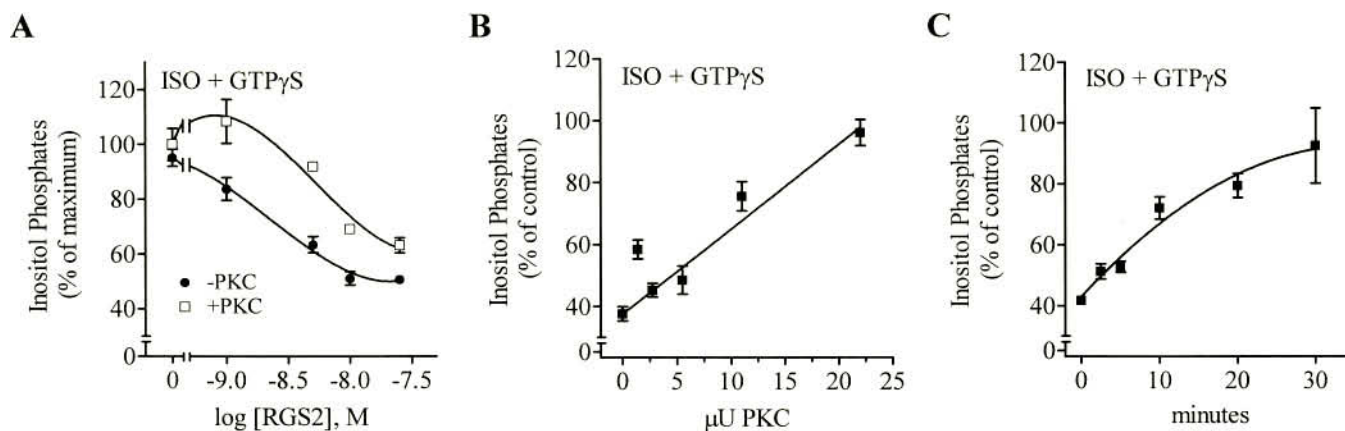 A
ISO + GTPγS
Inositol Phosphates
(% of maximum)
120
100
80
60
40
0
-PKC
+PKC
0 -9.0 -8.5 -8.0 -7.5
log [RGS2], M
B
ISO + GTPγS
Inositol Phosphates
(% of control)
120
100
80
60
40
0
0 5 10 15 20 25
μU PKC
C
ISO + GTPγS
Inositol Phosphates
(% of control)
120
100
80
60
40
0
0 10 20 30
minutes